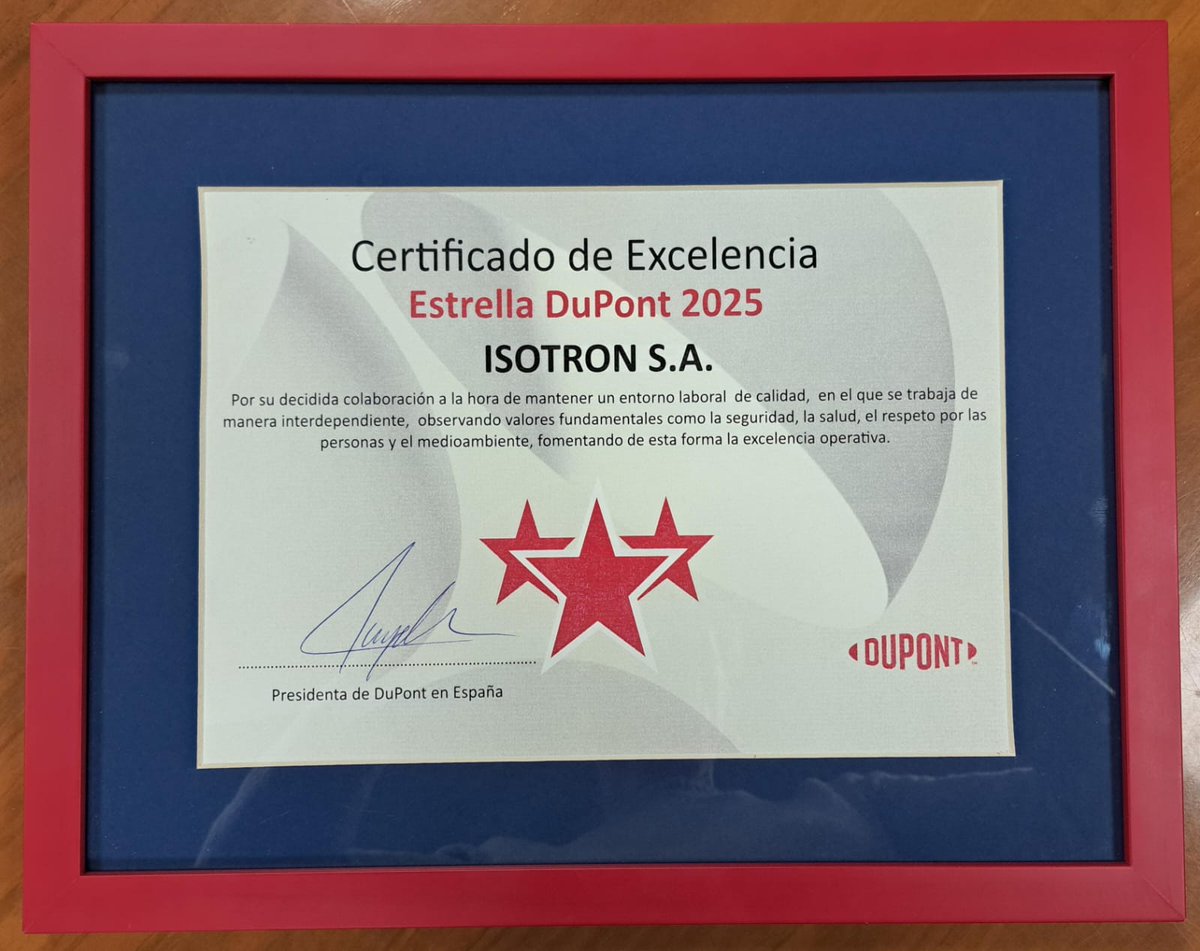 Certificado de Excelencia
Estrella DuPont 2025
ISOTRON S.A.
Por su decidida colaboración a la hora de mantener un entorno laboral de calidad, en el que se trabaja de
manera interdependiente, observando valores fundamentales como la seguridad, la salud, el respeto por las
personas y el medioambiente, fomentando de esta forma la excelencia operativa.
DUPONT™
Presidenta de DuPont en España